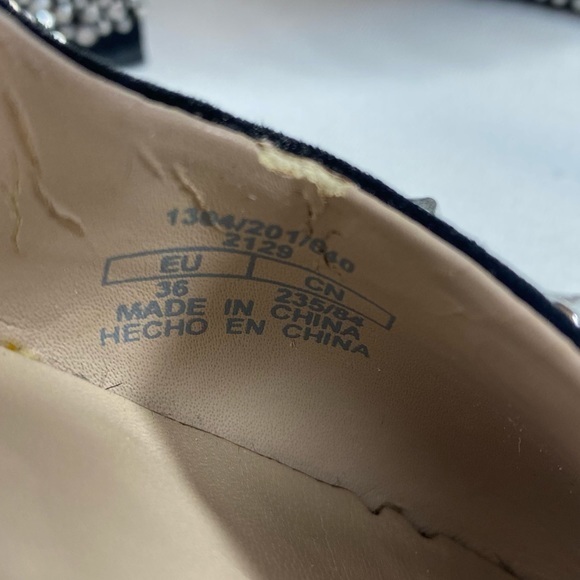 1304/201/040
2129
EU CN
36 235/84
MADE IN CHINA
HECHO EN CHINA